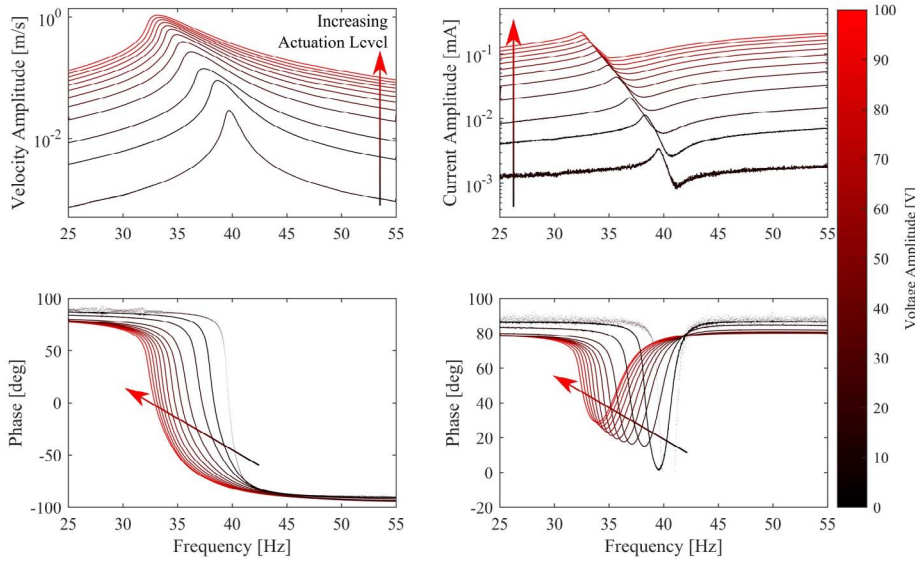 10^0
10^-2
Velocity Amplitude [m/s]
Increasing
Actuation Level
25 30 35 40 45 50 55
10^-1
10^-2
10^-3
Current Amplitude [mA]
25 30 35 40 45 50 55
100
50
0
-50
-100
Phase [deg]
25 30 35 40 45 50 55
Frequency [Hz]
100
80
60
40
20
0
-20
Phase [deg]
25 30 35 40 45 50 55
Frequency [Hz]
100
90
80
70
60
50
40
30
20
10
0
Voltage Amplitude [V]